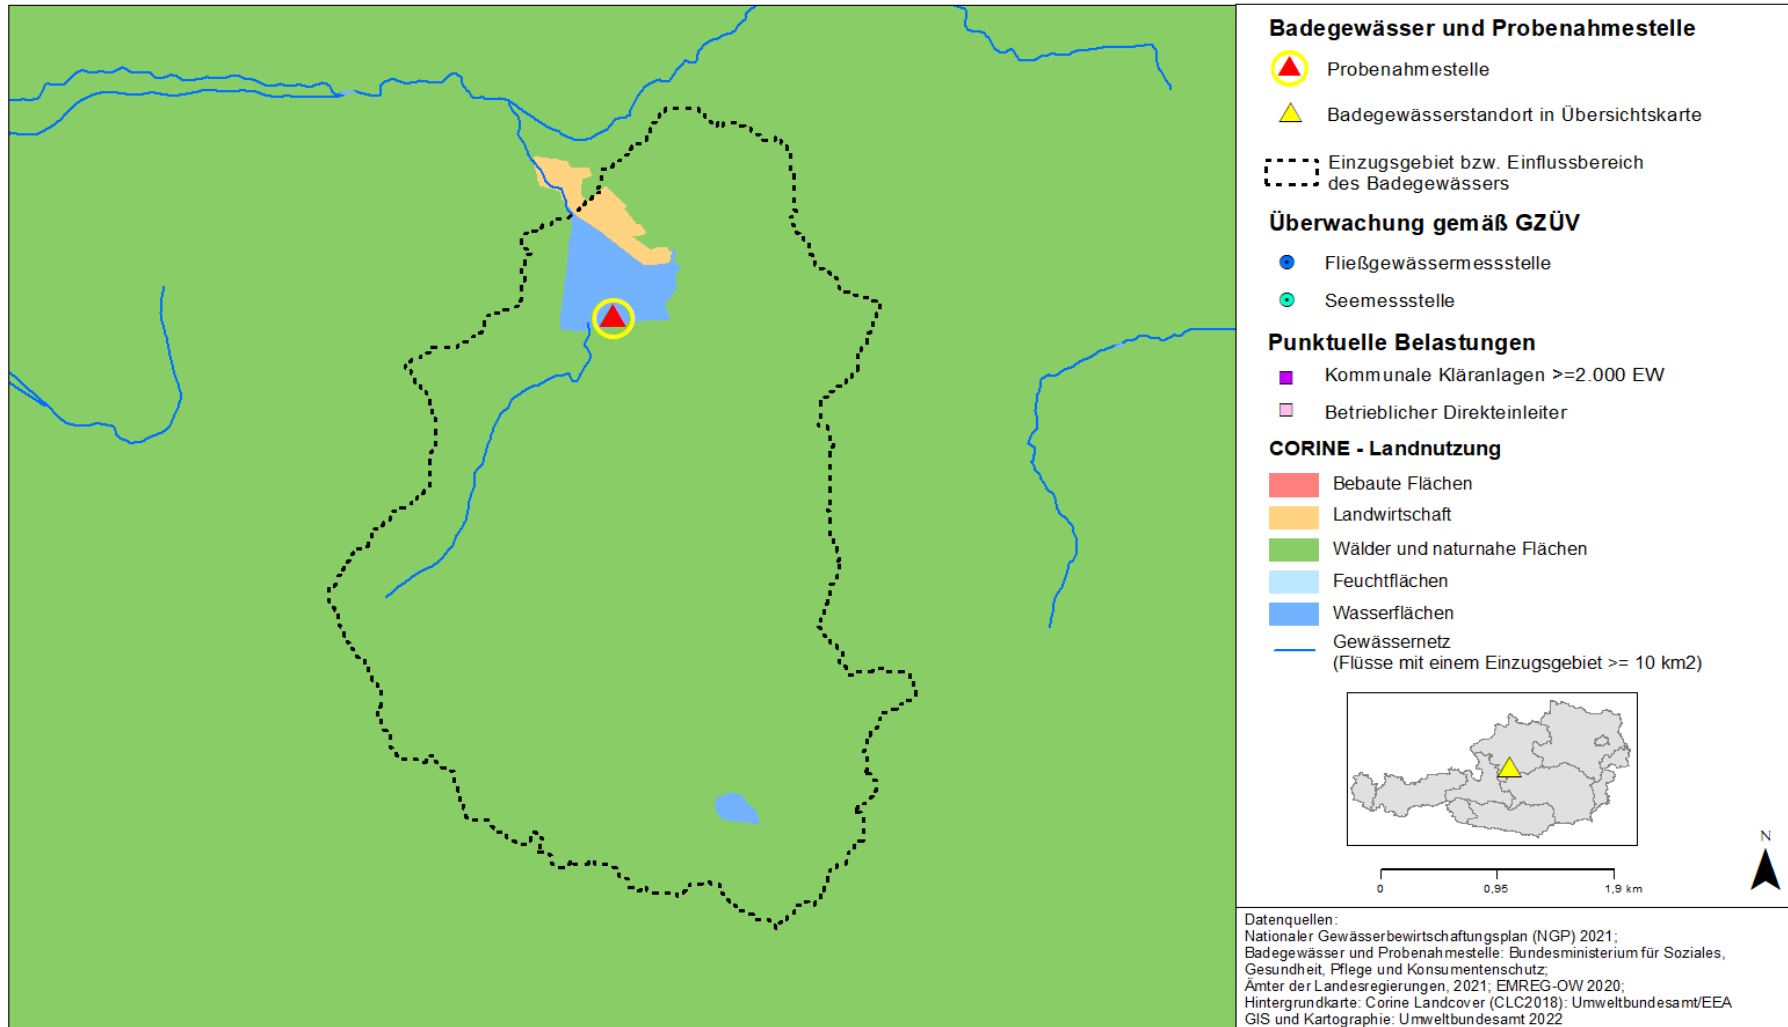 Badegewässer und Probenahmestelle
Probenahmestelle
Badegewässerstandort in Übersichtskarte
Einzugsgebiet bzw. Einflussbereich
des Badegewässers
Überwachung gemäß GZÜV
Fließgewässermessstelle
Seemessstelle
Punktuelle Belastungen
Kommunale Kläranlagen >=2.000 EW
Betrieblicher Direkteinleiter
CORINE - Landnutzung
Bebaute Flächen
Landwirtschaft
Wälder und naturnahe Flächen
Feuchtflächen
Wasserflächen
Gewässernetz
(Flüsse mit einem Einzugsgebiet >= 10 km2)
N
0 0,95 1,9 km
Datenquellen:
Nationaler Gewässerbewirtschaftungsplan (NGP) 2021;
Badegewässer und Probenahmestelle: Bundesministerium für Soziales,
Gesundheit, Pflege und Konsumentenschutz;
Ämter der Landesregierungen, 2021; EMREG-OW 2020;
Hintergrundkarte: Corine Landcover (CLC2018): Umweltbundesamt/EEA
GIS und Kartographie: Umweltbundesamt 2022